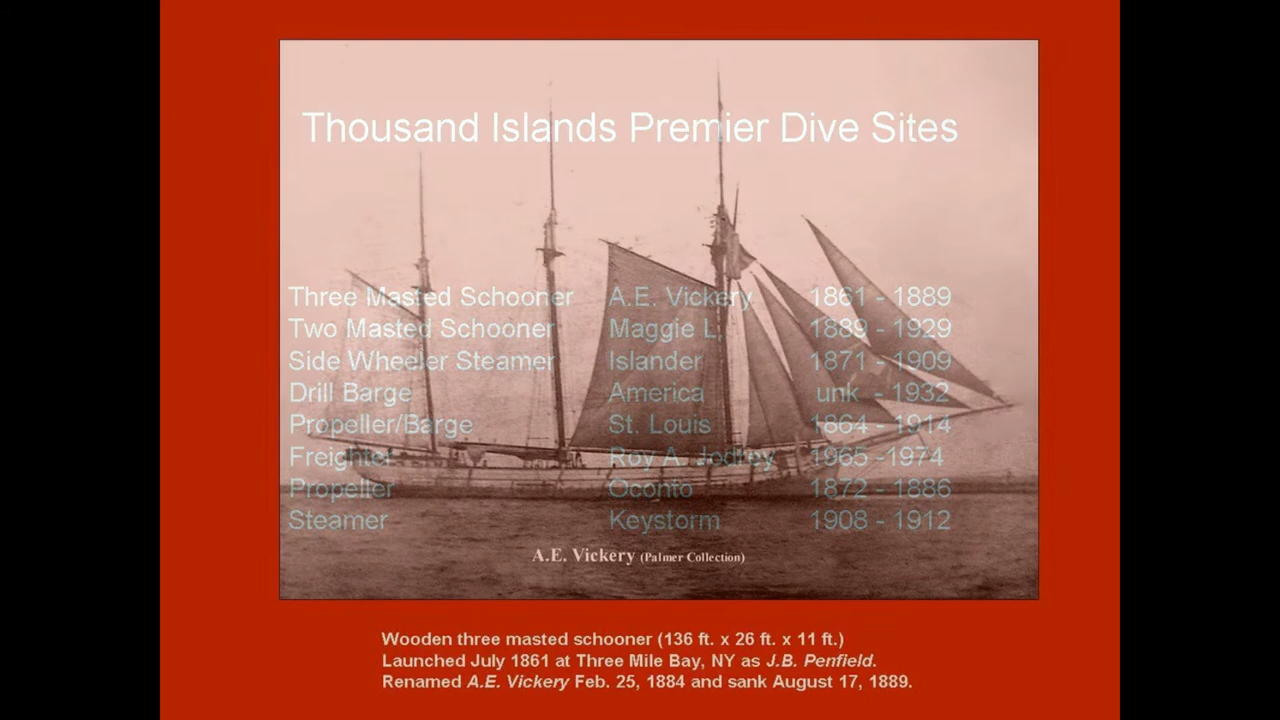 Thousand Islands Premier Dive Sites
Three Masted Schooner A.E. Vickery 1861 - 1889
Two Masted Schooner Maggie L. 1889 - 1929
Side Wheeler Steamer Islander 1871 - 1909
Drill Barge America unk - 1932
Propeller/Barge St. Louis 1864 - 1914
Freighter Roy A. Jodrey 1965 -1974
Propeller Oconto 1872 - 1886
Steamer Keystorm 1908 - 1912
A.E. Vickery (Palmer Collection)
Wooden three masted schooner (136 ft. x 26 ft. x 11 ft.)
Launched July 1861 at Three Mile Bay, NY as J.B. Penfield.
Renamed A.E. Vickery Feb. 25, 1884 and sank August 17, 1889.